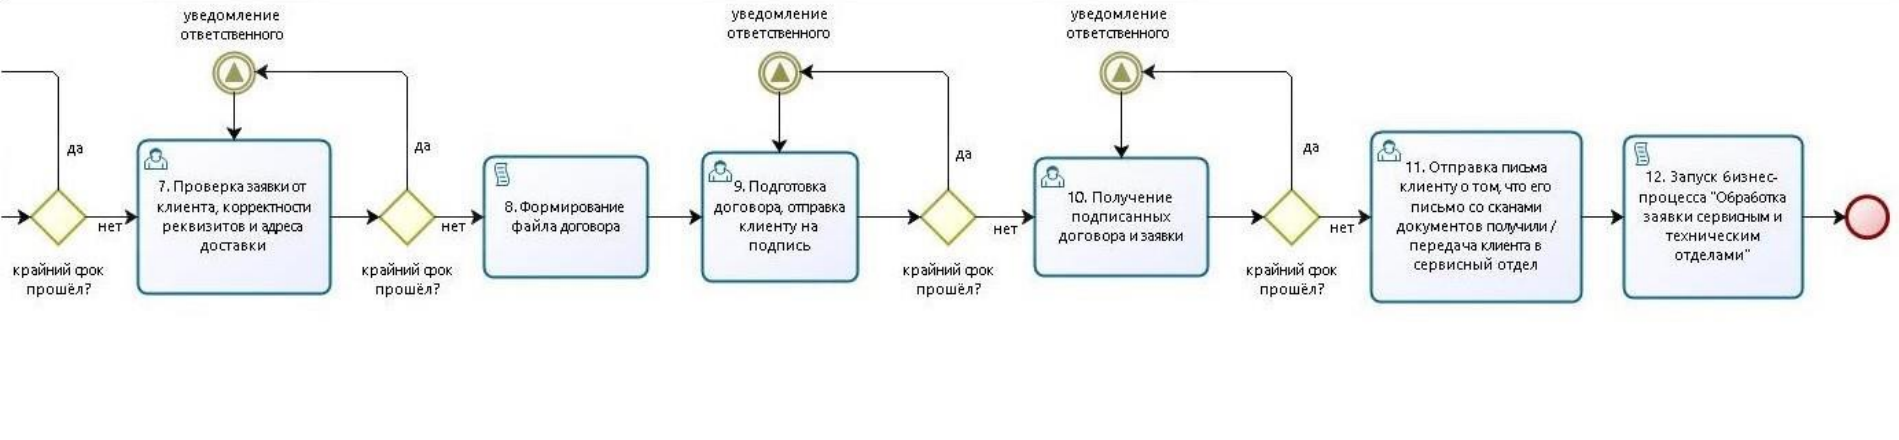 уведомление
ответственного
уведомление
ответственного
уведомление
ответственного
да
нет
крайний срок
прошёл?
7. Проверка заявки от
клиента, корректности
реквизитов и адреса
доставки
да
нет
крайний срок
прошёл?
8. Формирование
файла договора
9. Подготовка
договора, отправка
клиенту на
подпись
да
нет
крайний срок
прошёл?
10. Получение
подписанных
договора и заявки
да
нет
крайний срок
прошёл?
11. Отправка письма
клиенту о том, что его
письмо со сканами
документов получили /
передача клиента в
сервисный отдел
12. Запуск бизнес-
процесса "Обработка
заявки сервисным и
техническим
отделами"